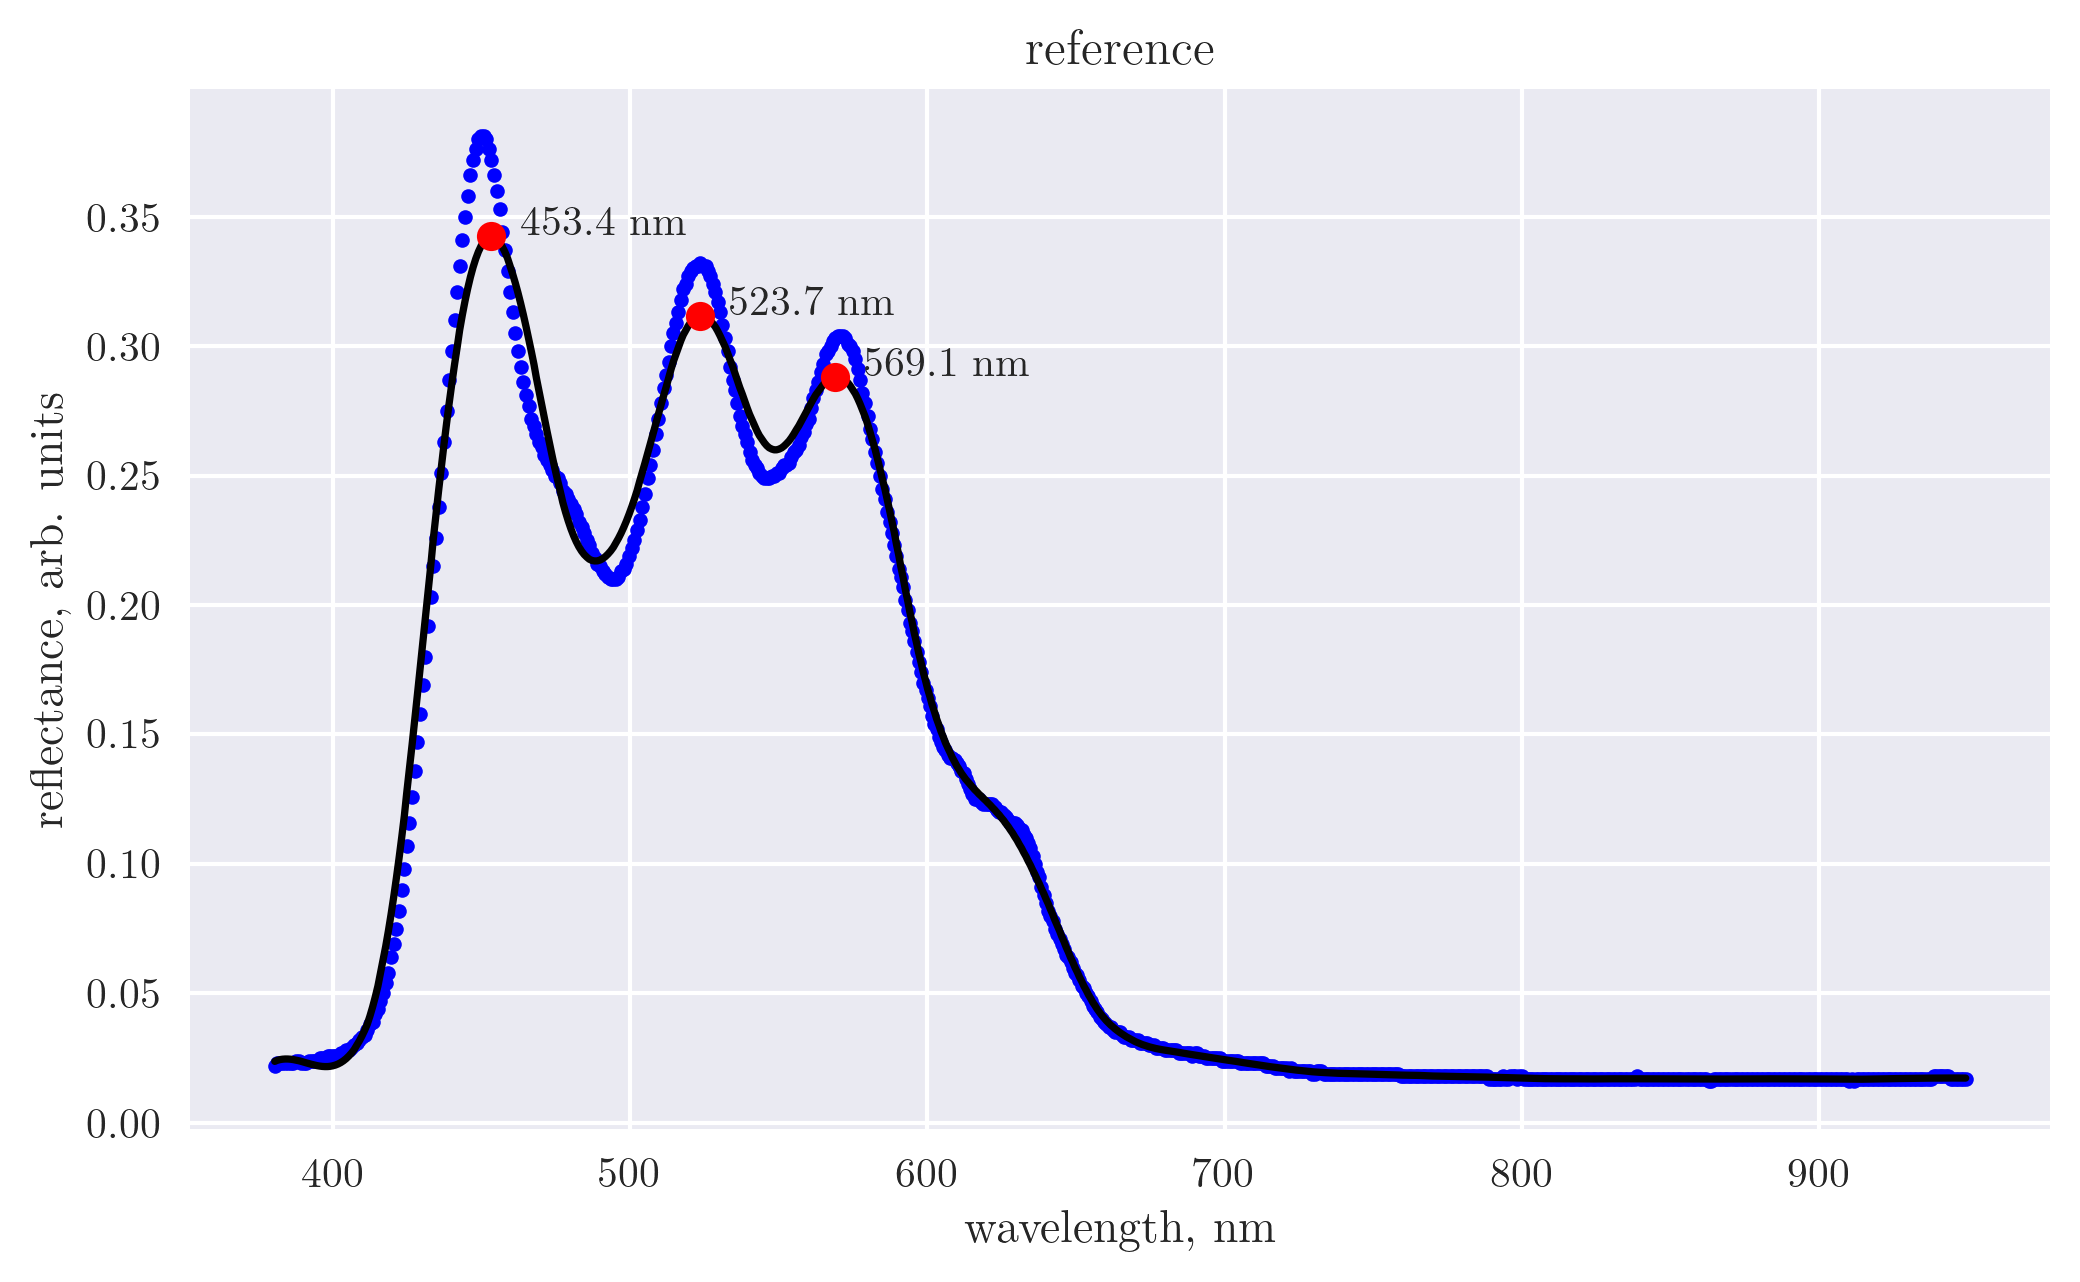 reference
reflectance, arb. units
0.35
0.30
0.25
0.20
0.15
0.10
0.05
0.00
453.4 nm
523.7 nm
569.1 nm
400 500 600 700 800 900
wavelength, nm